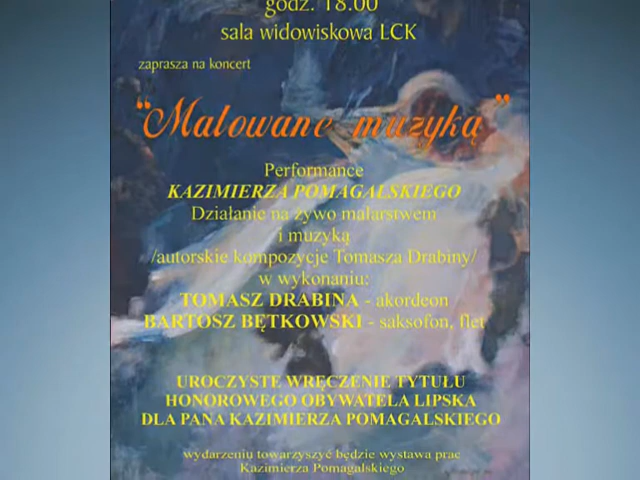 godz. 18.00
sala widowiskowa LCK
zaprasza na koncert
"Malowane muzyką"
Performance
KAZIMIERZA POMAGALSKIEGO
Działanie na żywo malarstwem
i muzyką
/autorskie kompozycje Tomasza Drabiny/
w wykonaniu:
TOMASZ DRABINA - akordeon
BARTOSZ BĘTKOWSKI - saksofon, flet
UROCZYSTE WRĘCZENIE TYTUŁU
HONOROWEGO OBYWATELA LIPSKA
DLA PANA KAZIMIERZA POMAGALSKIEGO
wydarzeniu towarzyszyć będzie wystawa prac
Kazimierza Pomagalskiego